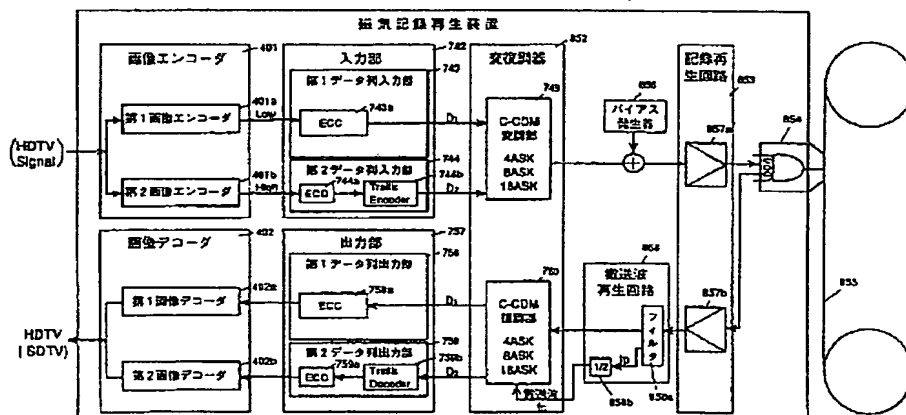 磁気記録再生装置
852
画像エンコーダ
401
入力部
742
743
変復調器
記録再生回路
853
第1データ列入力部
第1画像エンコーダ
401a
Low
ECC
743a
D1
749
C-CDM
変調部
4ASK
8ASK
16ASK
856
バイアス発生器
857a
854
(HDTV Signal)
第2画像エンコーダ
401b
High
第2データ列入力部
744
ECC
744a
Trellis Encoder
744b
D2
画像デコーダ
402
出力部
757
758
第1データ列出力部
第1画像デコーダ
402a
ECC
758a
D1
760
C-CDM
復調部
4ASK
8ASK
16ASK
搬送波再生回路
858
フィルタ
857b
855
HDTV
(SDTV)
第2画像デコーダ
402b
第2データ列出力部
759
ECC
759a
Trellis Decoder
759b
D2
1/2
858b
858a
搬送波